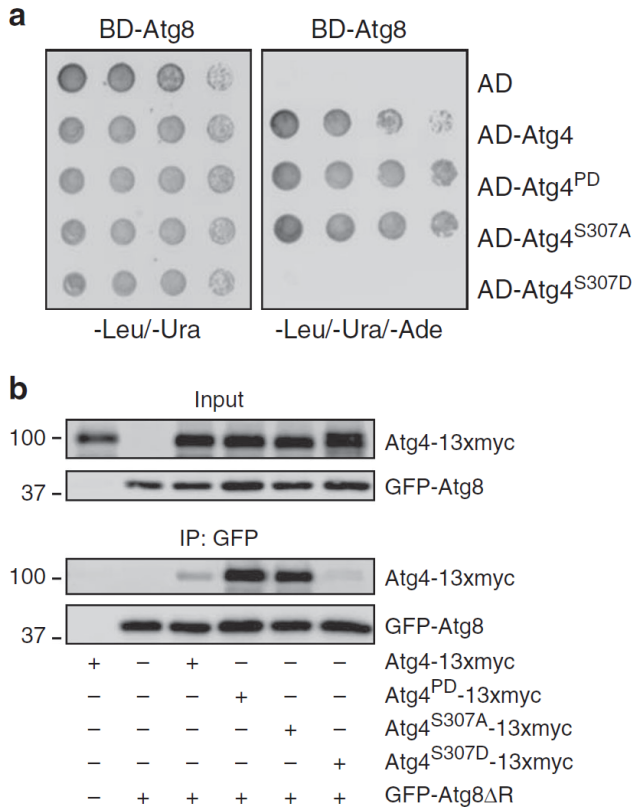 a
BD-Atg8 BD-Atg8
AD
AD-Atg4
AD-Atg4PD
AD-Atg4S307A
AD-Atg4S307D
-Leu/-Ura -Leu/-Ura/-Ade
b
Input
100 Atg4-13xmyc
37 GFP-Atg8
IP: GFP
100 Atg4-13xmyc
37 GFP-Atg8
+ – + – – – Atg4-13xmyc
– – – + – – Atg4PD-13xmyc
– – – – + – Atg4S307A-13xmyc
– – – – – + Atg4S307D-13xmyc
– + + + + + GFP-Atg8ΔR